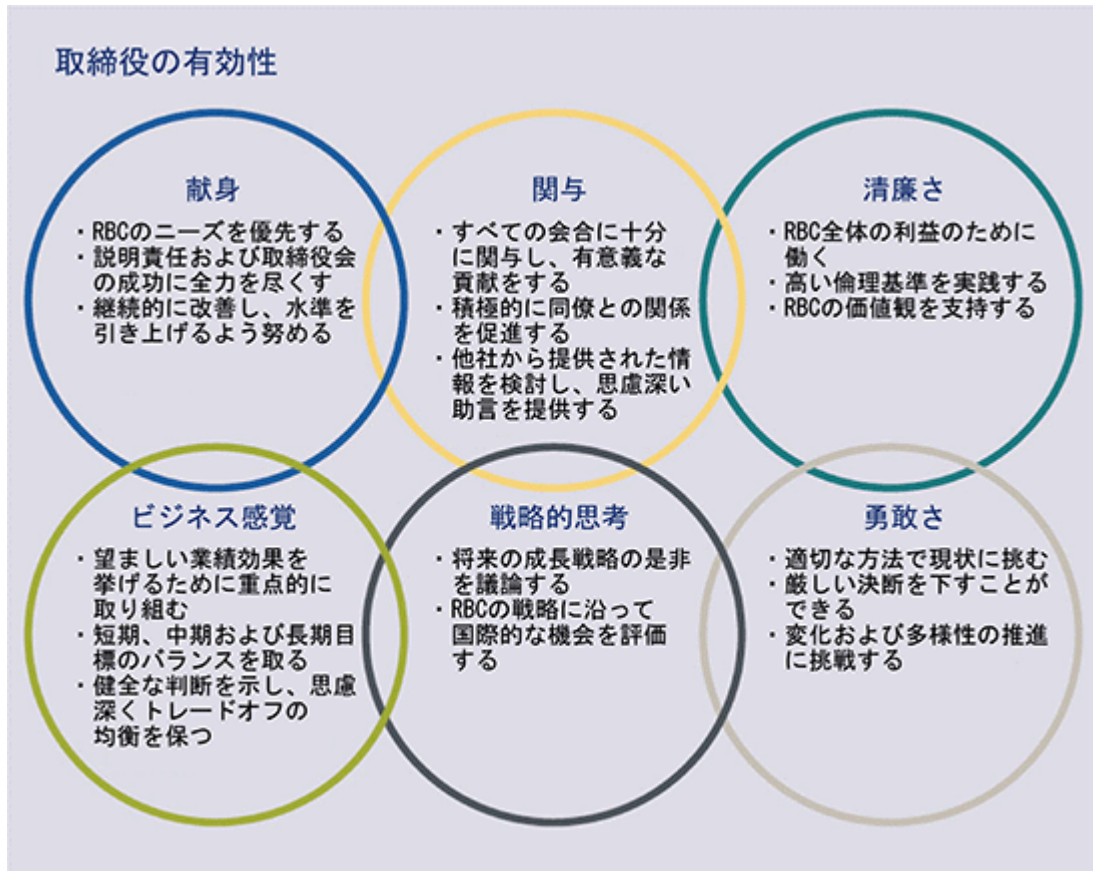 取締役の有効性
献身
・RBCのニーズを優先する
・説明責任および取締役会
の成功に全力を尽くす
・継続的に改善し、水準を
引き上げるよう努める
関与
・すべての会合に十分
に関与し、有意義な
貢献をする
・積極的に同僚との関係
を促進する
・他社から提供された情
報を検討し、思慮深い
助言を提供する
清廉さ
・RBC全体の利益のために
働く
・高い倫理基準を実践する
・RBCの価値観を支持する
ビジネス感覚
・望ましい業績効果を
挙げるために重点的に
取り組む
・短期、中期および長期目
標のバランスを取る
・健全な判断を示し、思慮
深くトレードオフの
均衡を保つ
戦略的思考
・将来の成長戦略の是非
を議論する
・RBCの戦略に沿って
国際的な機会を評価
する
勇敢さ
・適切な方法で現状に挑む
・厳しい決断を下すことが
できる
・変化および多様性の推進
に挑戦する